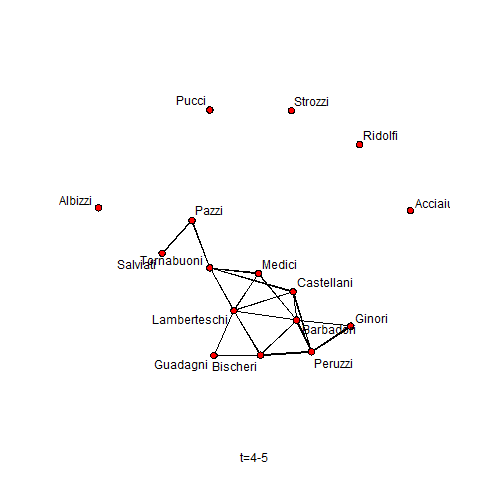 Pucci
Strozzi
Ridolfi
Albizzi
Pazzi
Acciaiu
Salviati
Tornabuoni
Medici
Castellani
Lamberteschi
Barbadori
Ginori
Guadagni
Bischeri
Peruzzi
t=4-5